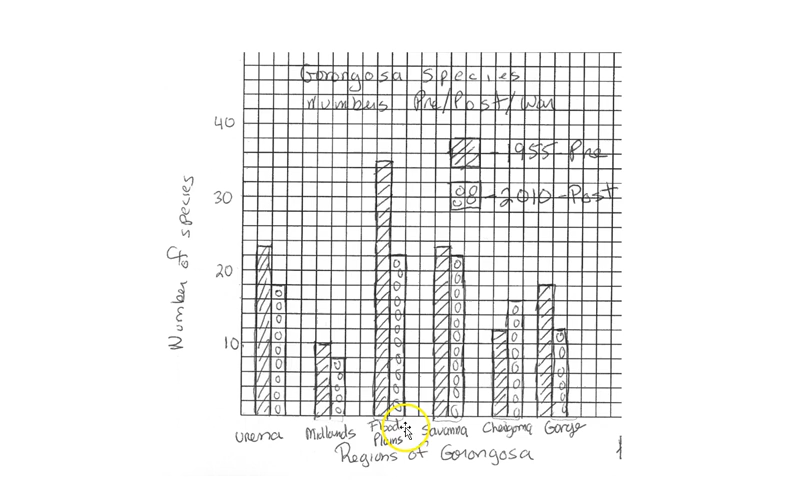 Gorongosa Species
Numbers Pre/Post/War
40
1955-Pre
30
2010-Post
20
10
Number of species
urema
Midlands
Flood
Plains
Savanna
Cheringoma
Gorge
Regions of Gorongosa